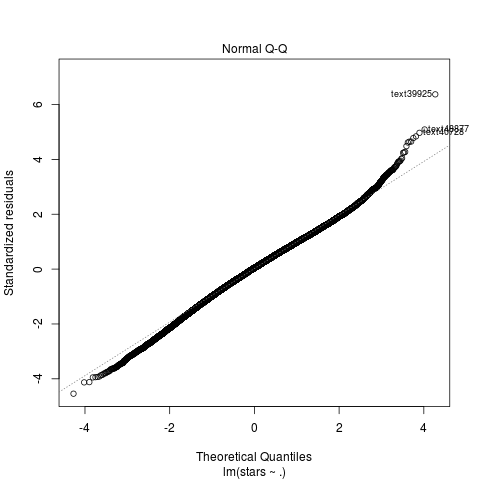 Normal Q-Q
text39925
6
4
2
0
-2
-4
Standardized residuals
-4
-2
0
2
4
Theoretical Quantiles
lm(stars ~ .)